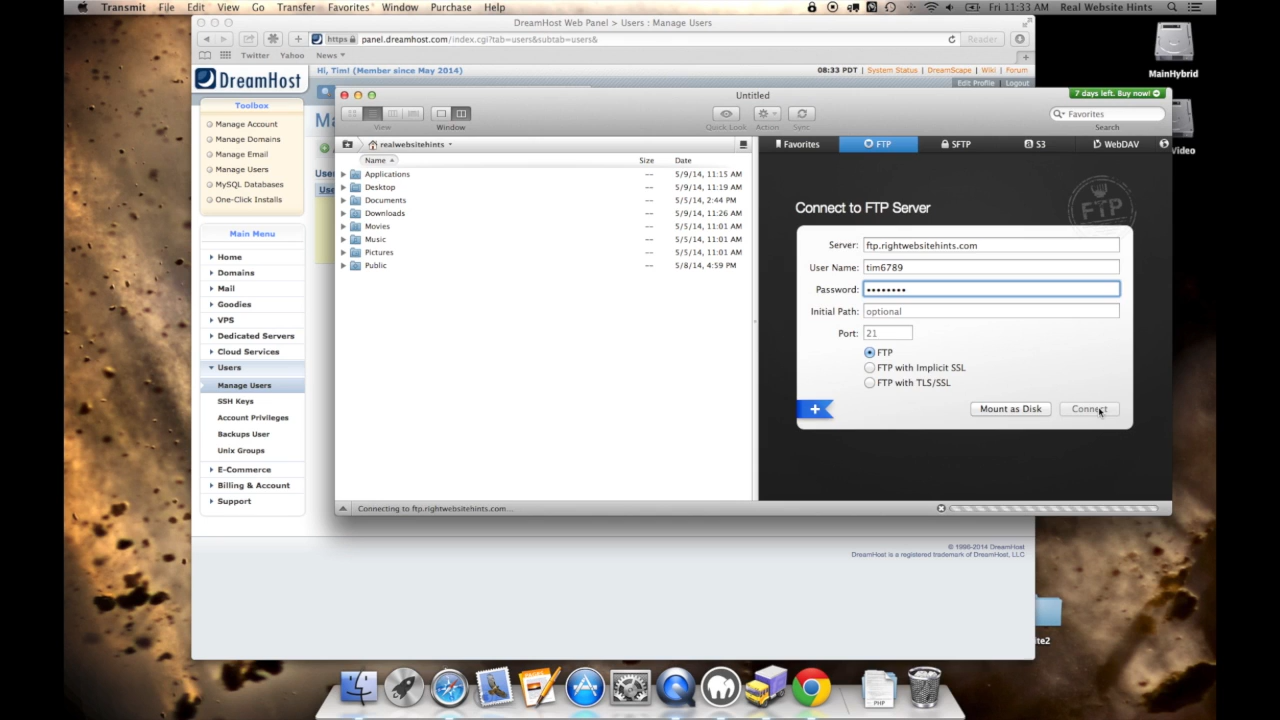 Transmit File Edit View Go Transfer Favorites Window Purchase Help
Fri 11:33 AM Real Website Hints
DreamHost Web Panel > Users : Manage Users
https panel.dreamhost.com/index.cgi?tab=users&subtab=users&
Reader
Twitter Yahoo News
DreamHost
Hi, Tim! (Member since May 2014)
08:33 PDT | System Status | DreamScape | Wiki | Forum
Edit Profile Logout
MainHybrid
Video
Toolbox
Manage Account
Manage Domains
Manage Email
Manage Users
MySQL Databases
One-Click Installs
Main Menu
Home
Domains
Mail
Goodies
VPS
Dedicated Servers
Cloud Services
Users
Manage Users
SSH Keys
Account Privileges
Backups User
Unix Groups
E-Commerce
Billing & Account
Support
Ma
User
Use
Untitled
7 days left. Buy now!
View
Window
Quick Look
Action
Sync
Favorites
Search
realwebsitehints
Name Size Date
Applications -- 5/9/14, 11:15 AM
Desktop -- 5/9/14, 11:19 AM
Documents -- 5/5/14, 2:44 PM
Downloads -- 5/9/14, 11:26 AM
Movies -- 5/5/14, 11:01 AM
Music -- 5/5/14, 11:01 AM
Pictures -- 5/5/14, 11:01 AM
Public -- 5/8/14, 4:59 PM
Favorites FTP SFTP S3 WebDAV
FTP
Connect to FTP Server
Server: ftp.rightwebsitehints.com
User Name: tim6789
Password: ••••••••
Initial Path: optional
Port: 21
FTP
FTP with Implicit SSL
FTP with TLS/SSL
Mount as Disk Connect
Connecting to ftp.rightwebsitehints.com...
© 1996-2014 DreamHost
DreamHost is a registered trademark of DreamHost, LLC
ite2
PHP